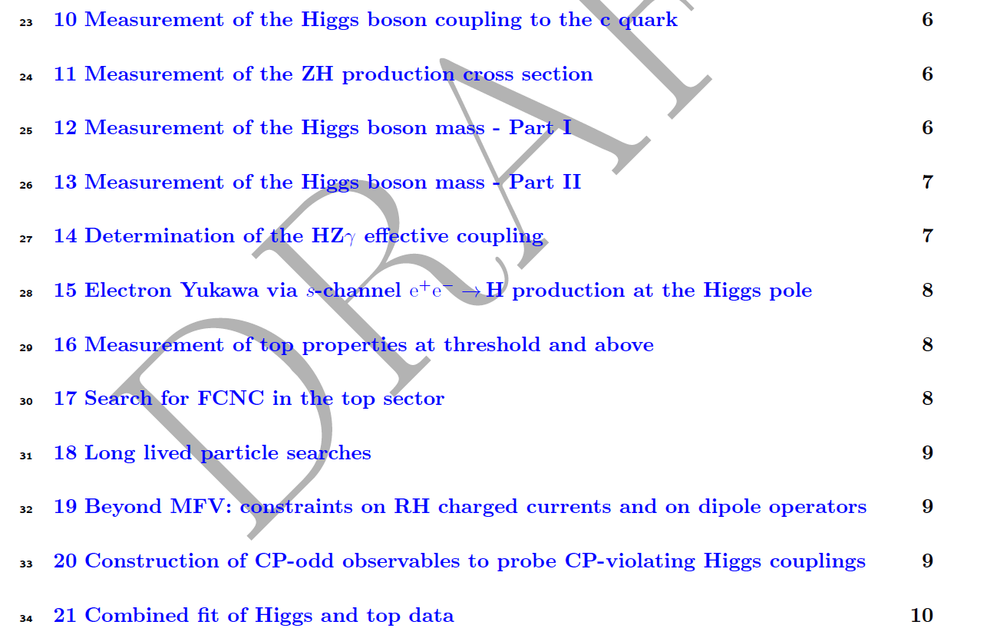 23 10 Measurement of the Higgs boson coupling to the c quark 6
24 11 Measurement of the ZH production cross section 6
25 12 Measurement of the Higgs boson mass - Part I 6
26 13 Measurement of the Higgs boson mass - Part II 7
27 14 Determination of the HZγ effective coupling 7
28 15 Electron Yukawa via s-channel e⁺e⁻ → H production at the Higgs pole 8
29 16 Measurement of top properties at threshold and above 8
30 17 Search for FCNC in the top sector 8
31 18 Long lived particle searches 9
32 19 Beyond MFV: constraints on RH charged currents and on dipole operators 9
33 20 Construction of CP-odd observables to probe CP-violating Higgs couplings 9
34 21 Combined fit of Higgs and top data 10
DRAF